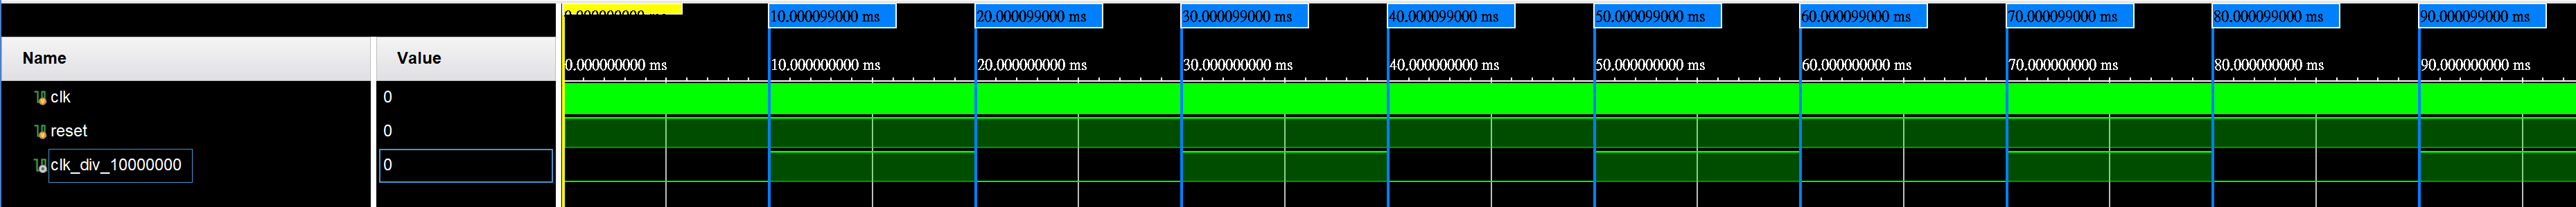 0.000000000 ms 10.000099000 ms 20.000099000 ms 30.000099000 ms 40.000099000 ms 50.000099000 ms 60.000099000 ms 70.000099000 ms 80.000099000 ms 90.000099000 ms
Name Value
0.000000000 ms 10.000000000 ms 20.000000000 ms 30.000000000 ms 40.000000000 ms 50.000000000 ms 60.000000000 ms 70.000000000 ms 80.000000000 ms 90.000000000 ms
clk 0
reset 0
clk_div_10000000 0